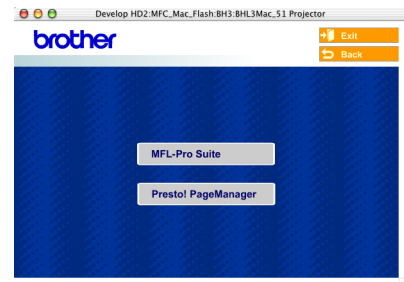 Develop HD2:MFC_Mac_Flash:BH3:BHL3Mac_51 Projector
brother
Exit
Back
MFL-Pro Suite
Presto! PageManager